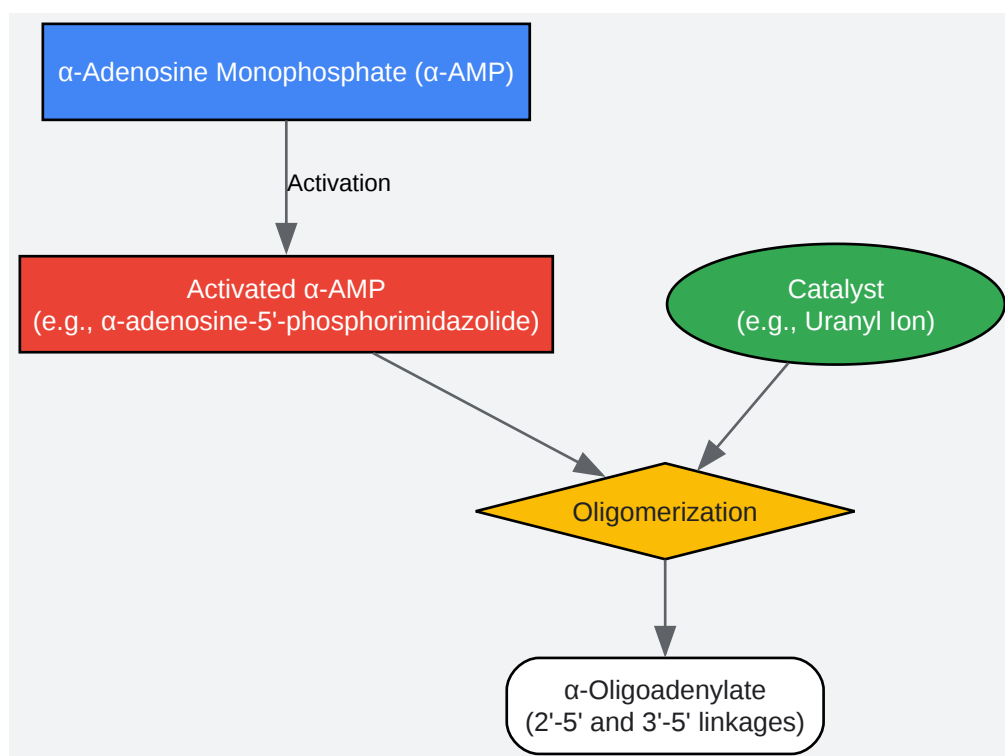 α-Adenosine Monophosphate (α-AMP)
Activation
Activated α-AMP
(e.g., α-adenosine-5'-phosphorimidazolide)
Catalyst
(e.g., Uranyl Ion)
Oligomerization
α-Oligoadenylate
(2'-5' and 3'-5' linkages)